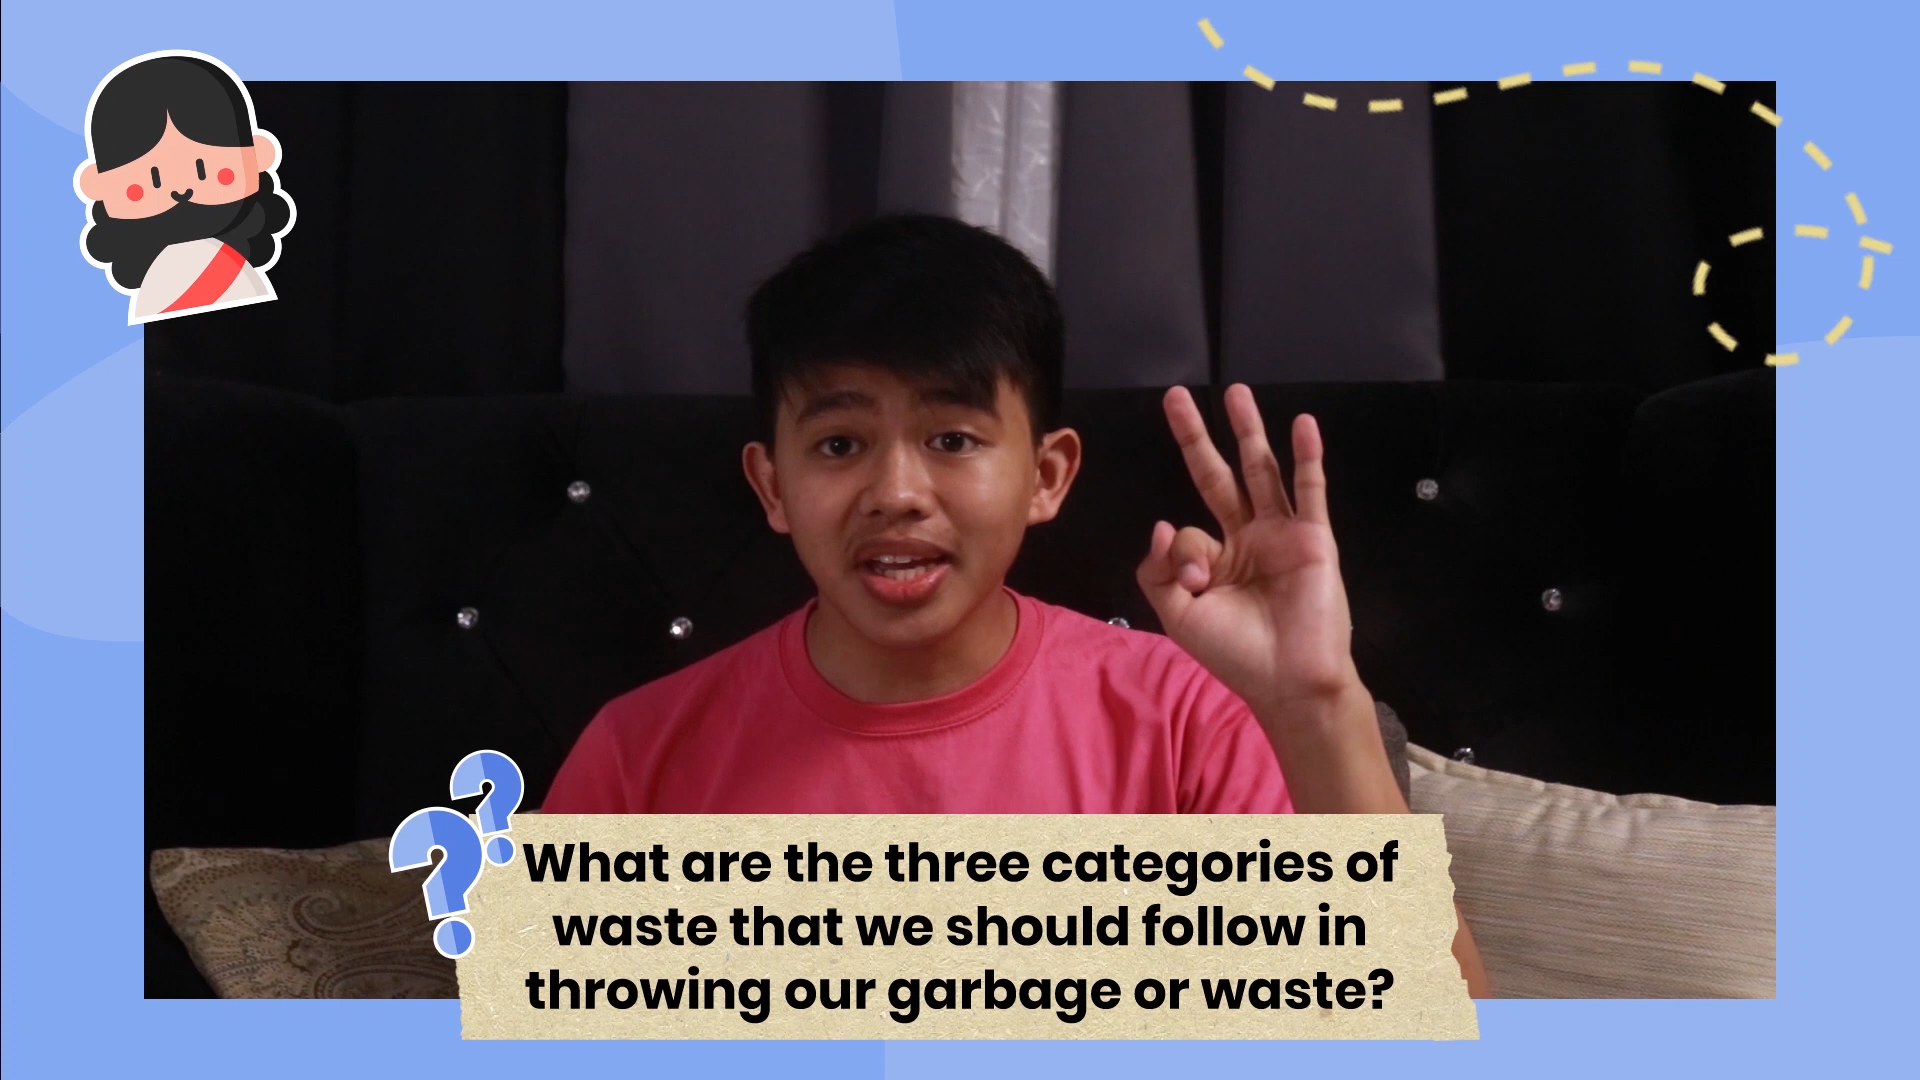 What are the three categories of
waste that we should follow in
throwing our garbage or waste?